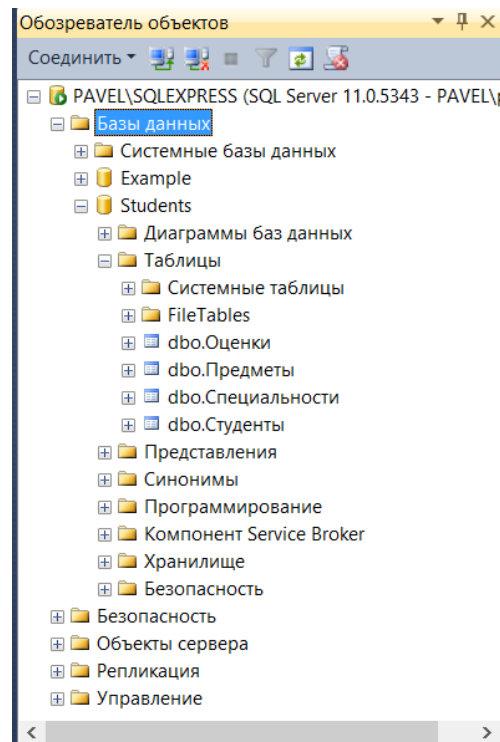 Обозреватель объектов
Соединить
PAVEL\SQLEXPRESS (SQL Server 11.0.5343 - PAVEL\p
Базы данных
Системные базы данных
Example
Students
Диаграммы баз данных
Таблицы
Системные таблицы
FileTables
dbo.Оценки
dbo.Предметы
dbo.Специальности
dbo.Студенты
Представления
Синонимы
Программирование
Компонент Service Broker
Хранилище
Безопасность
Безопасность
Объекты сервера
Репликация
Управление